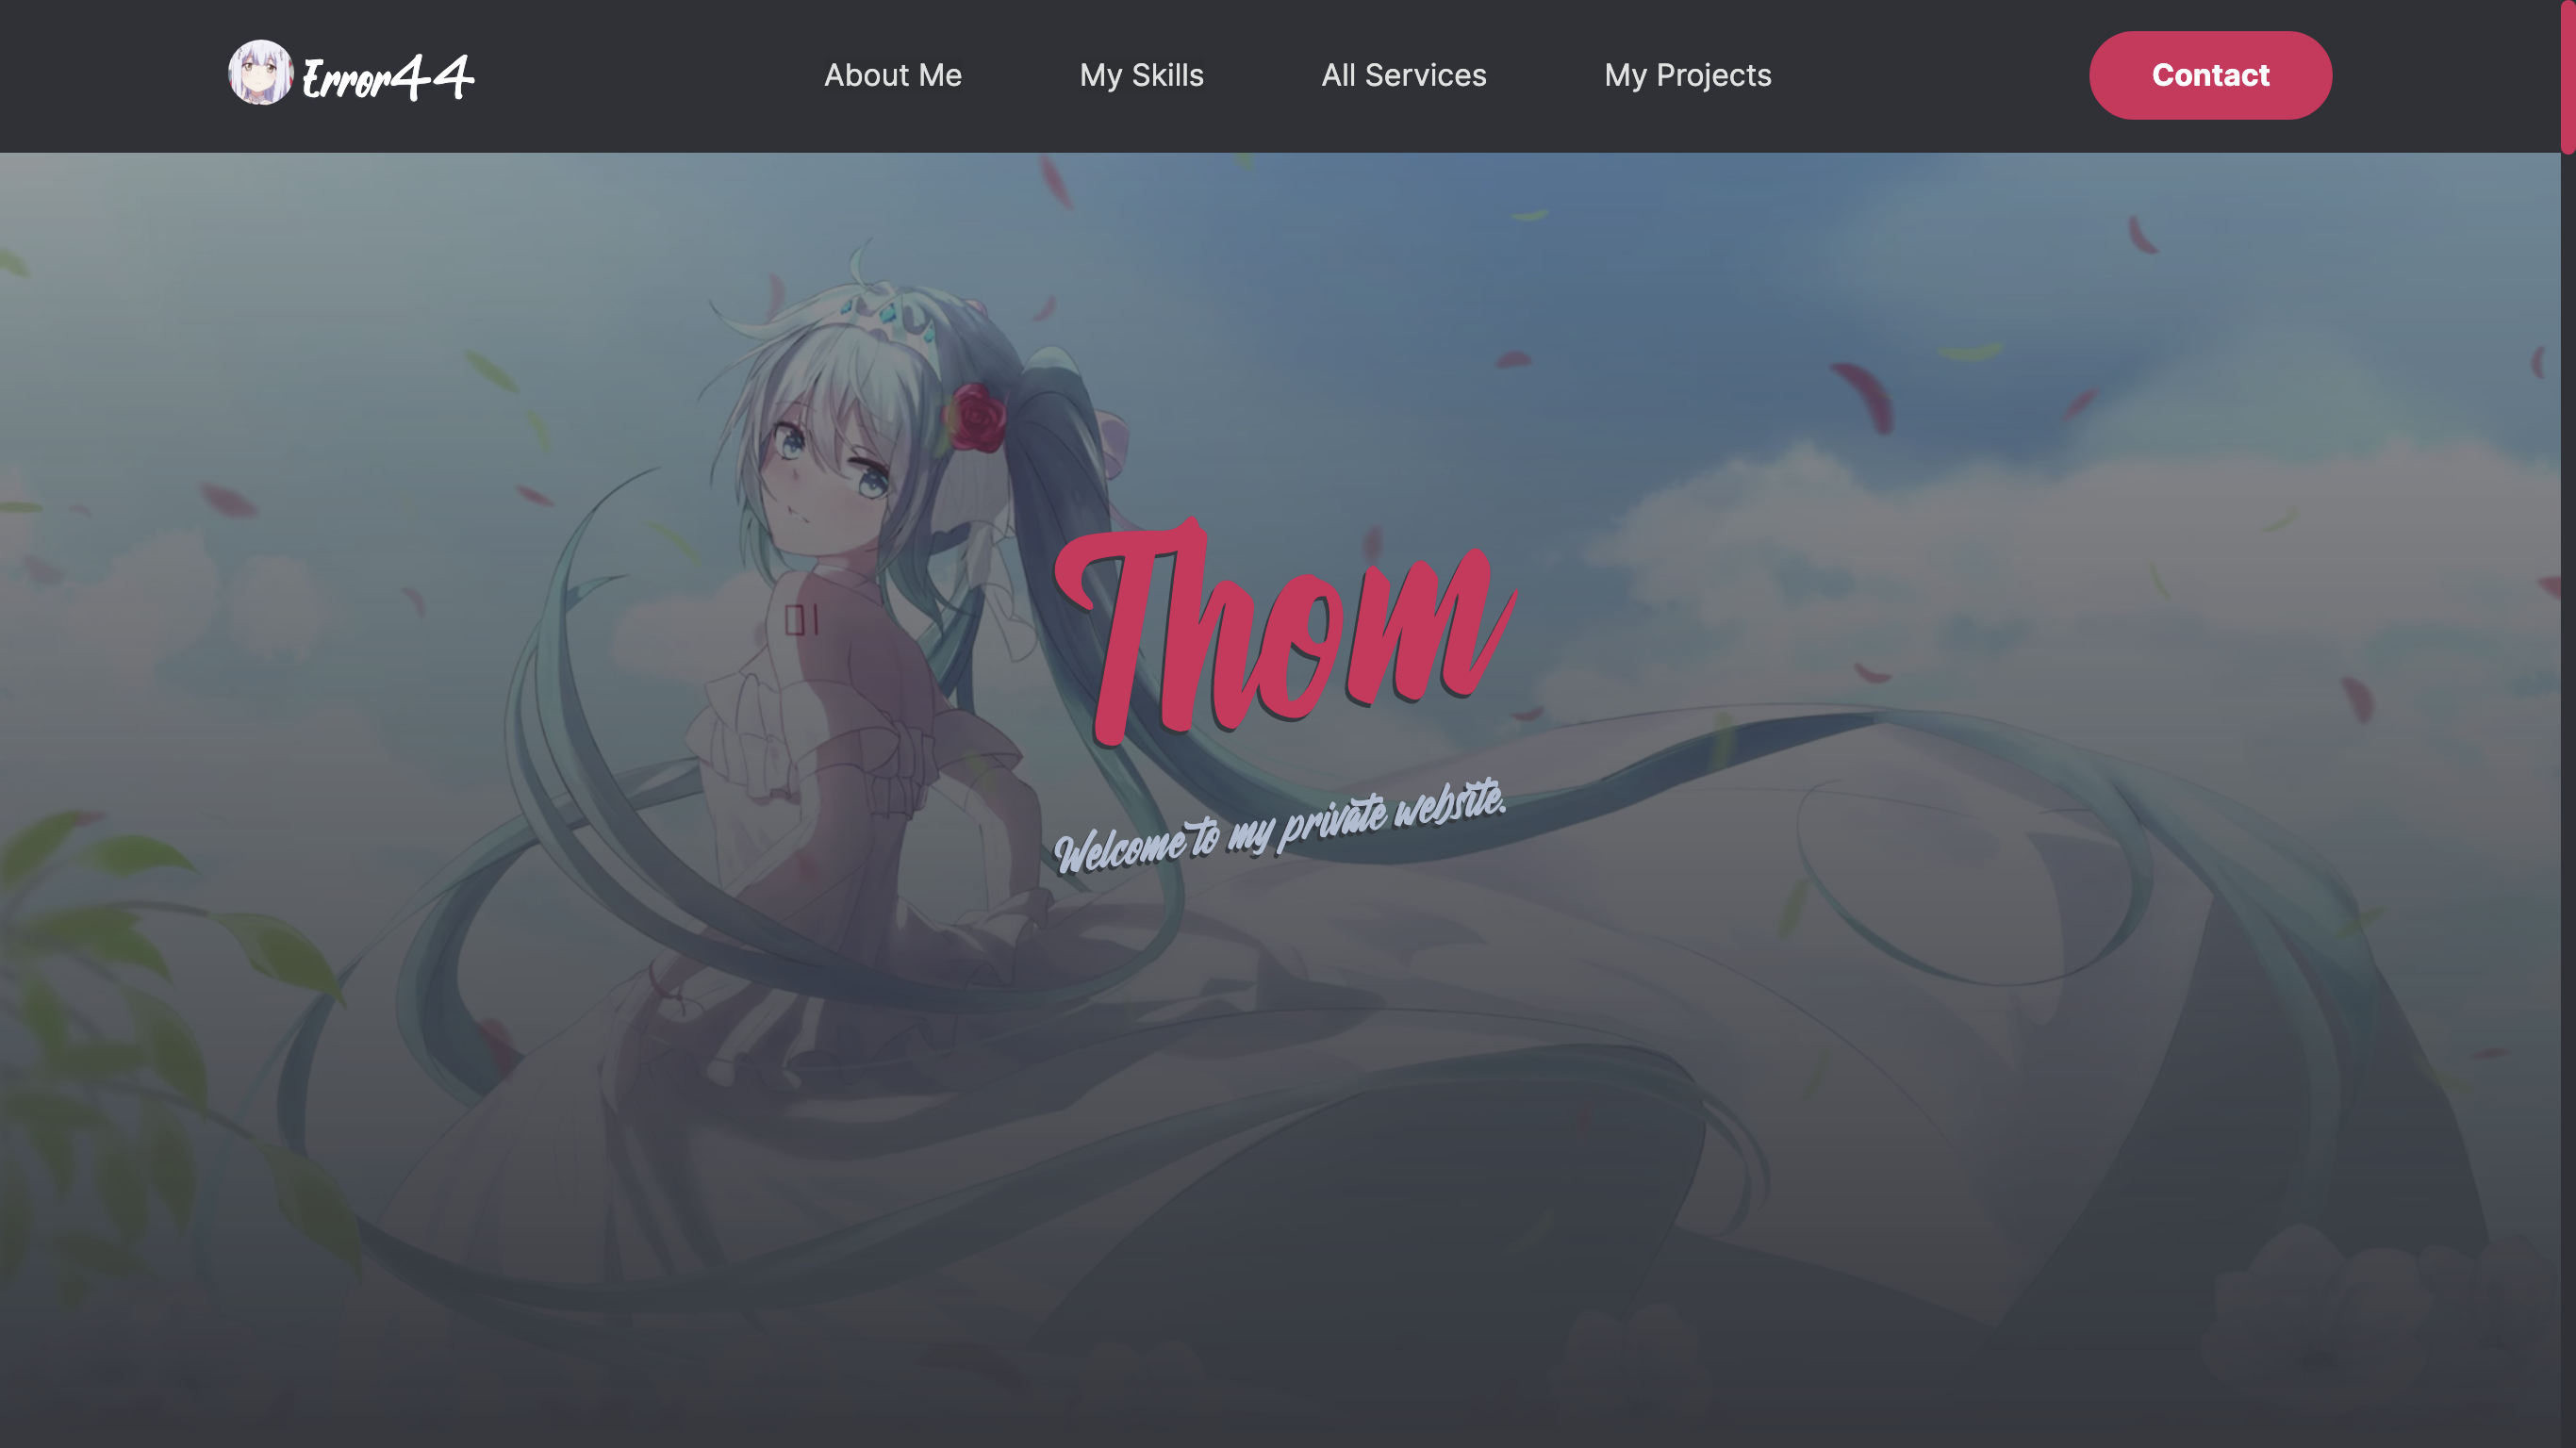 Error44
About Me
My Skills
All Services
My Projects
Contact
Thom
Welcome to my private website.